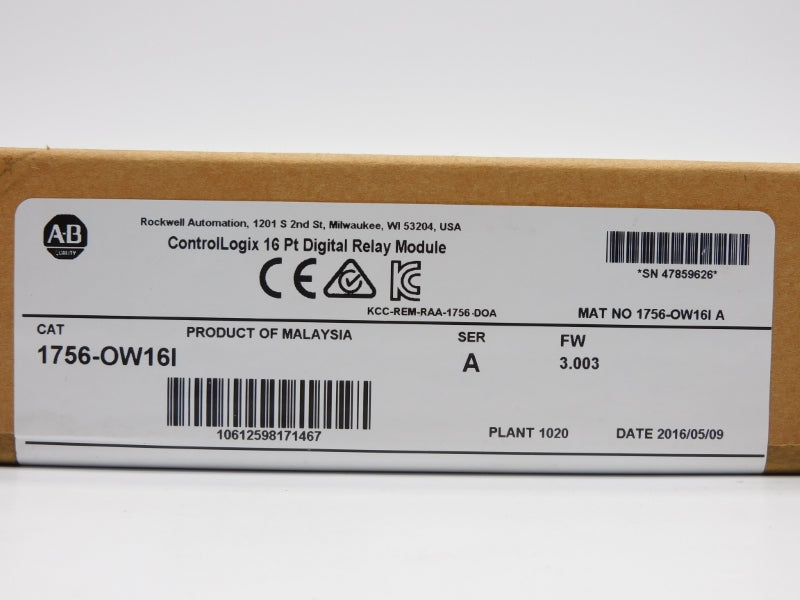 A-B
QUALITY
Rockwell Automation, 1201 S 2nd St, Milwaukee, WI 53204, USA
ControlLogix 16 Pt Digital Relay Module
CE
KC
*SN 47859626*
KCC-REM-RAA-1756-DOA
MAT NO 1756-OW16I A
CAT
PRODUCT OF MALAYSIA
SER
FW
1756-OW16I
A
3.003
10612598171467
PLANT 1020
DATE 2016/05/09